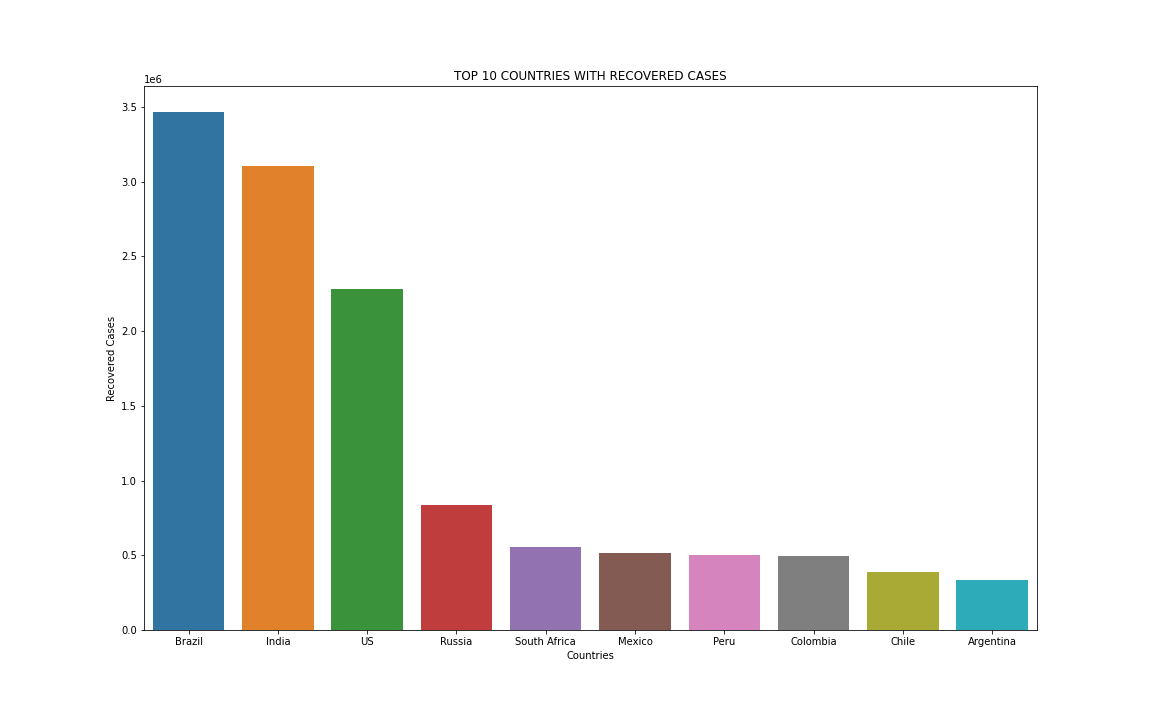 TOP 10 COUNTRIES WITH RECOVERED CASES
1e6
3.5
3.0
2.5
2.0
1.5
1.0
0.5
0.0
Recovered Cases
Brazil India US Russia South Africa Mexico Peru Colombia Chile Argentina
Countries